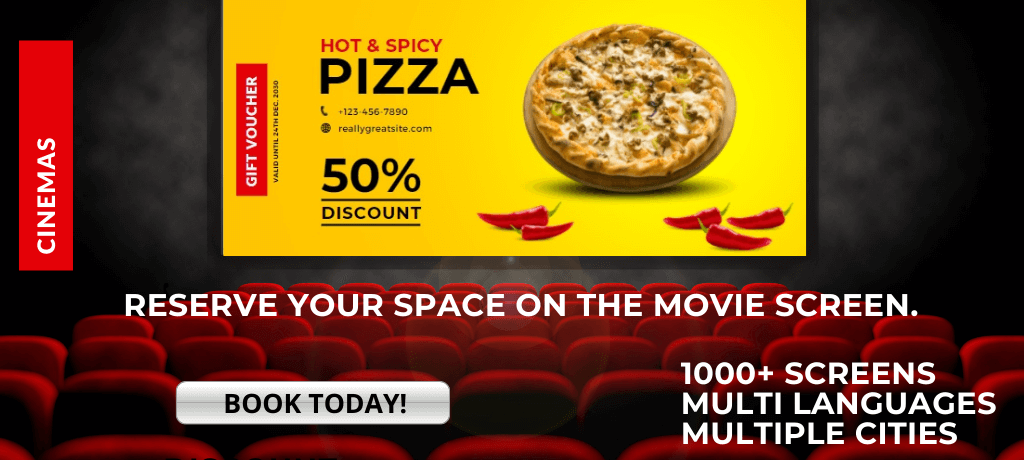 CINEMAS
GIFT VOUCHER
VALID UNTIL 24TH DEC. 2030
HOT & SPICY
PIZZA
+123-456-7890
reallygreatsite.com
50%
DISCOUNT
RESERVE YOUR SPACE ON THE MOVIE SCREEN.
BOOK TODAY!
1000+ SCREENS
MULTI LANGUAGES
MULTIPLE CITIES